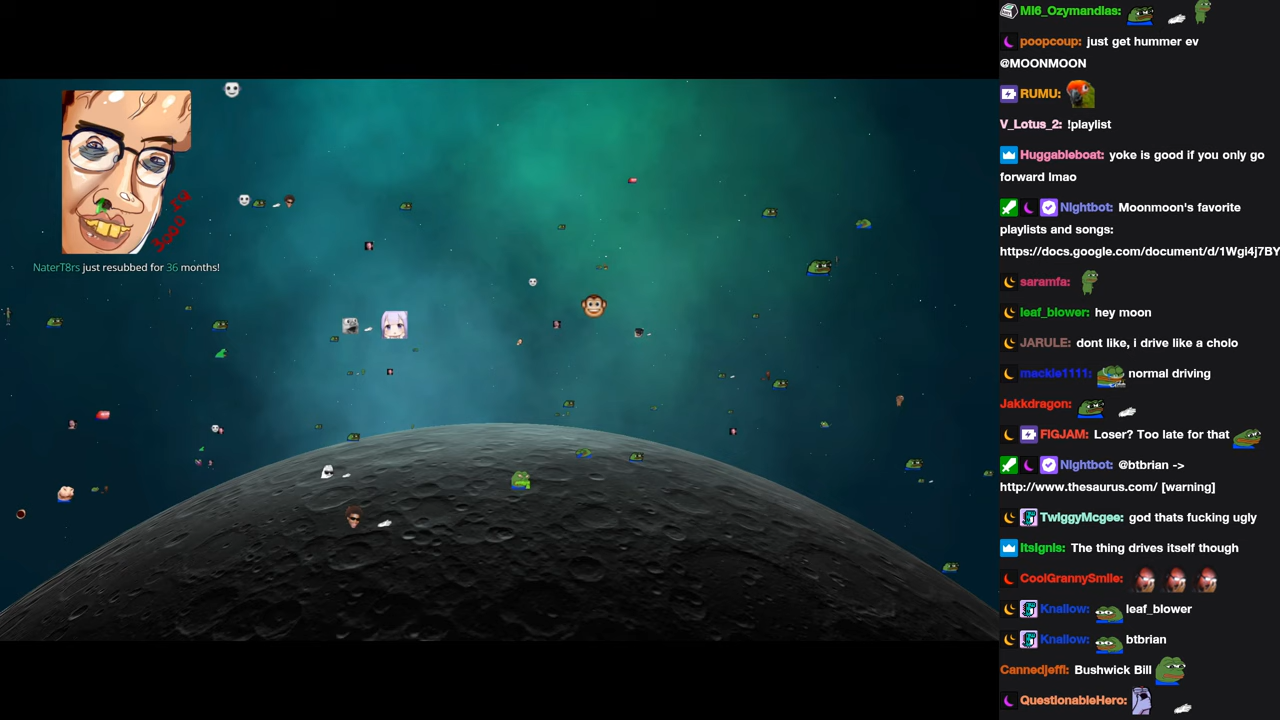 3000 IQ
NaterT8rs just resubbed for 36 months!
MI6_Ozymandias:
poopcoup: just get hummer ev
@MOONMOON
RUMU:
V_Lotus_2: !playlist
Huggableboat: yoke is good if you only go
forward lmao
Nightbot: Moonmoon's favorite
playlists and songs:
https://docs.google.com/document/d/1Wgi4j7BY
saramfa:
leaf_blower: hey moon
JARULE: dont like, i drive like a cholo
mackle1111: normal driving
Jakkdragon:
FIGJAM: Loser? Too late for that
Nightbot: @btbrian ->
http://www.thesaurus.com/ [warning]
TwiggyMcgee: god thats fucking ugly
ItsIgnis: The thing drives itself though
CoolGrannySmile:
Knallow: leaf_blower
Knallow: btbrian
Cannedjeffi: Bushwick Bill
QuestionableHero: